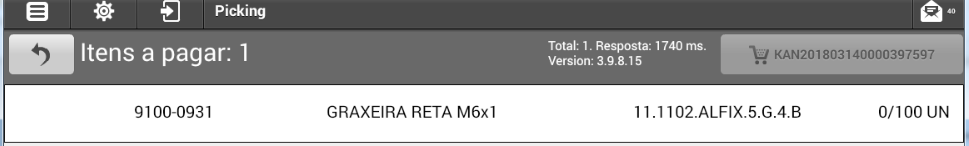 Picking
40
Itens a pagar: 1
Total: 1. Resposta: 1740 ms.
Version: 3.9.8.15
KAN201803140000397597
9100-0931 GRAXEIRA RETA M6x1 11.1102.ALFIX.5.G.4.B 0/100 UN